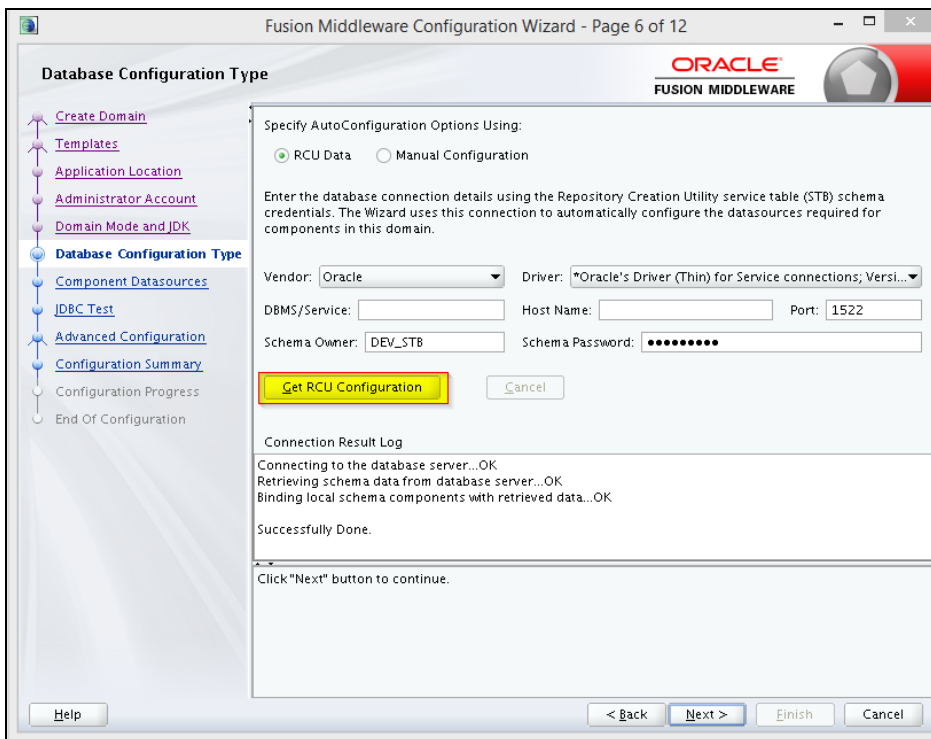 Fusion Middleware Configuration Wizard - Page 6 of 12
Database Configuration Type
ORACLE
FUSION MIDDLEWARE
Create Domain
Templates
Application Location
Administrator Account
Domain Mode and JDK
Database Configuration Type
Component Datasources
JDBC Test
Advanced Configuration
Configuration Summary
Configuration Progress
End Of Configuration
Specify AutoConfiguration Options Using:
RCU Data Manual Configuration
Enter the database connection details using the Repository Creation Utility service table (STB) schema
credentials. The Wizard uses this connection to automatically configure the datasources required for
components in this domain.
Vendor: Oracle Driver: *Oracle's Driver (Thin) for Service connections; Versi...
DBMS/Service: Host Name: Port: 1522
Schema Owner: DEV_STB Schema Password: •••••••••
Get RCU Configuration Cancel
Connection Result Log
Connecting to the database server...OK
Retrieving schema data from database server...OK
Binding local schema components with retrieved data...OK
Successfully Done.
Click "Next" button to continue.
Help < Back Next > Finish Cancel